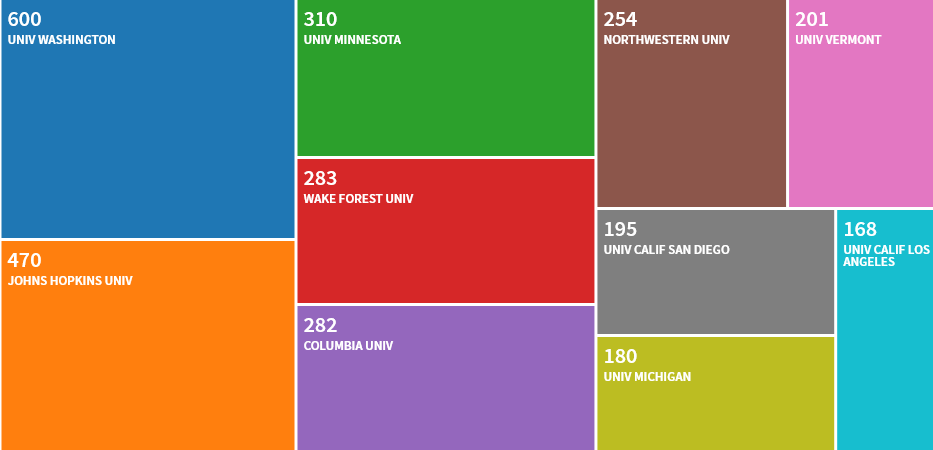 600
UNIV WASHINGTON
470
JOHNS HOPKINS UNIV
310
UNIV MINNESOTA
283
WAKE FOREST UNIV
282
COLUMBIA UNIV
254
NORTHWESTERN UNIV
201
UNIV VERMONT
195
UNIV CALIF SAN DIEGO
180
UNIV MICHIGAN
168
UNIV CALIF LOS
ANGELES